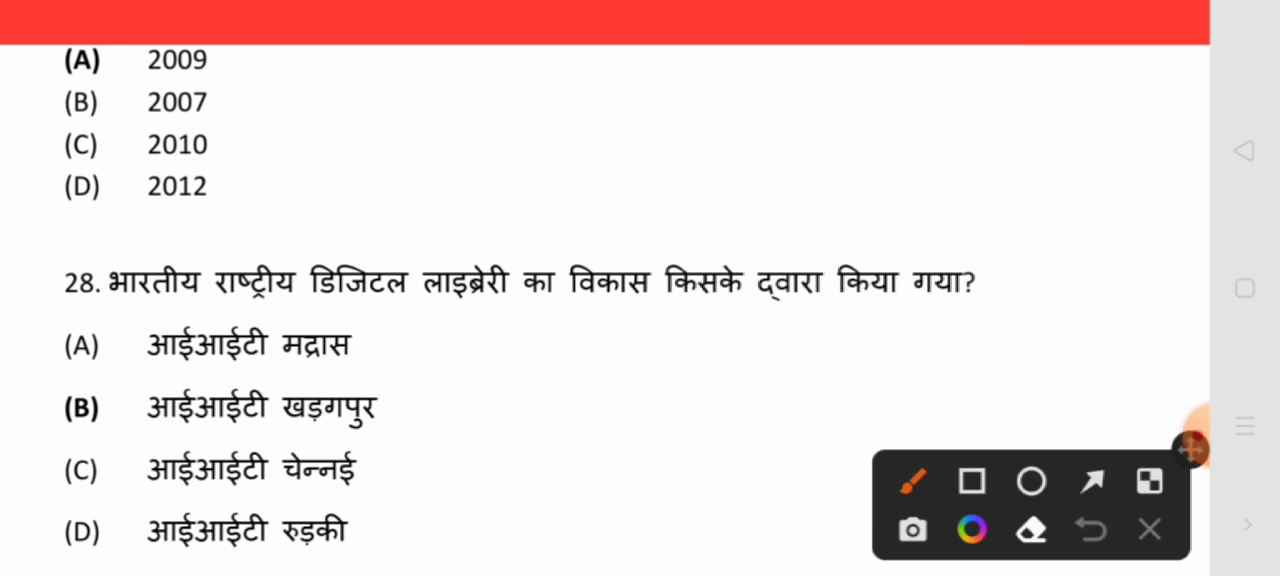 (A) 2009
(B) 2007
(C) 2010
(D) 2012
28. भारतीय राष्ट्रीय डिजिटल लाइब्रेरी का विकास किसके द्वारा किया गया?
(A) आईआईटी मद्रास
(B) आईआईटी खड़गपुर
(C) आईआईटी चेन्नई
(D) आईआईटी रुड़की